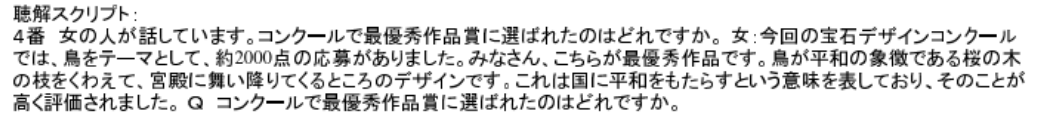 聴解スクリプト:
4番 女の人が話しています。コンクールで最優秀作品賞に選ばれたのはどれですか。 女:今回の宝石デザインコンクール
では、鳥をテーマとして、約2000点の応募がありました。みなさん、こちらが最優秀作品です。鳥が平和の象徴である桜の木
の枝をくわえて、宮殿に舞い降りてくるところのデザインです。これは国に平和をもたらすという意味を表しており、そのことが
高く評価されました。 Q コンクールで最優秀作品賞に選ばれたのはどれですか。